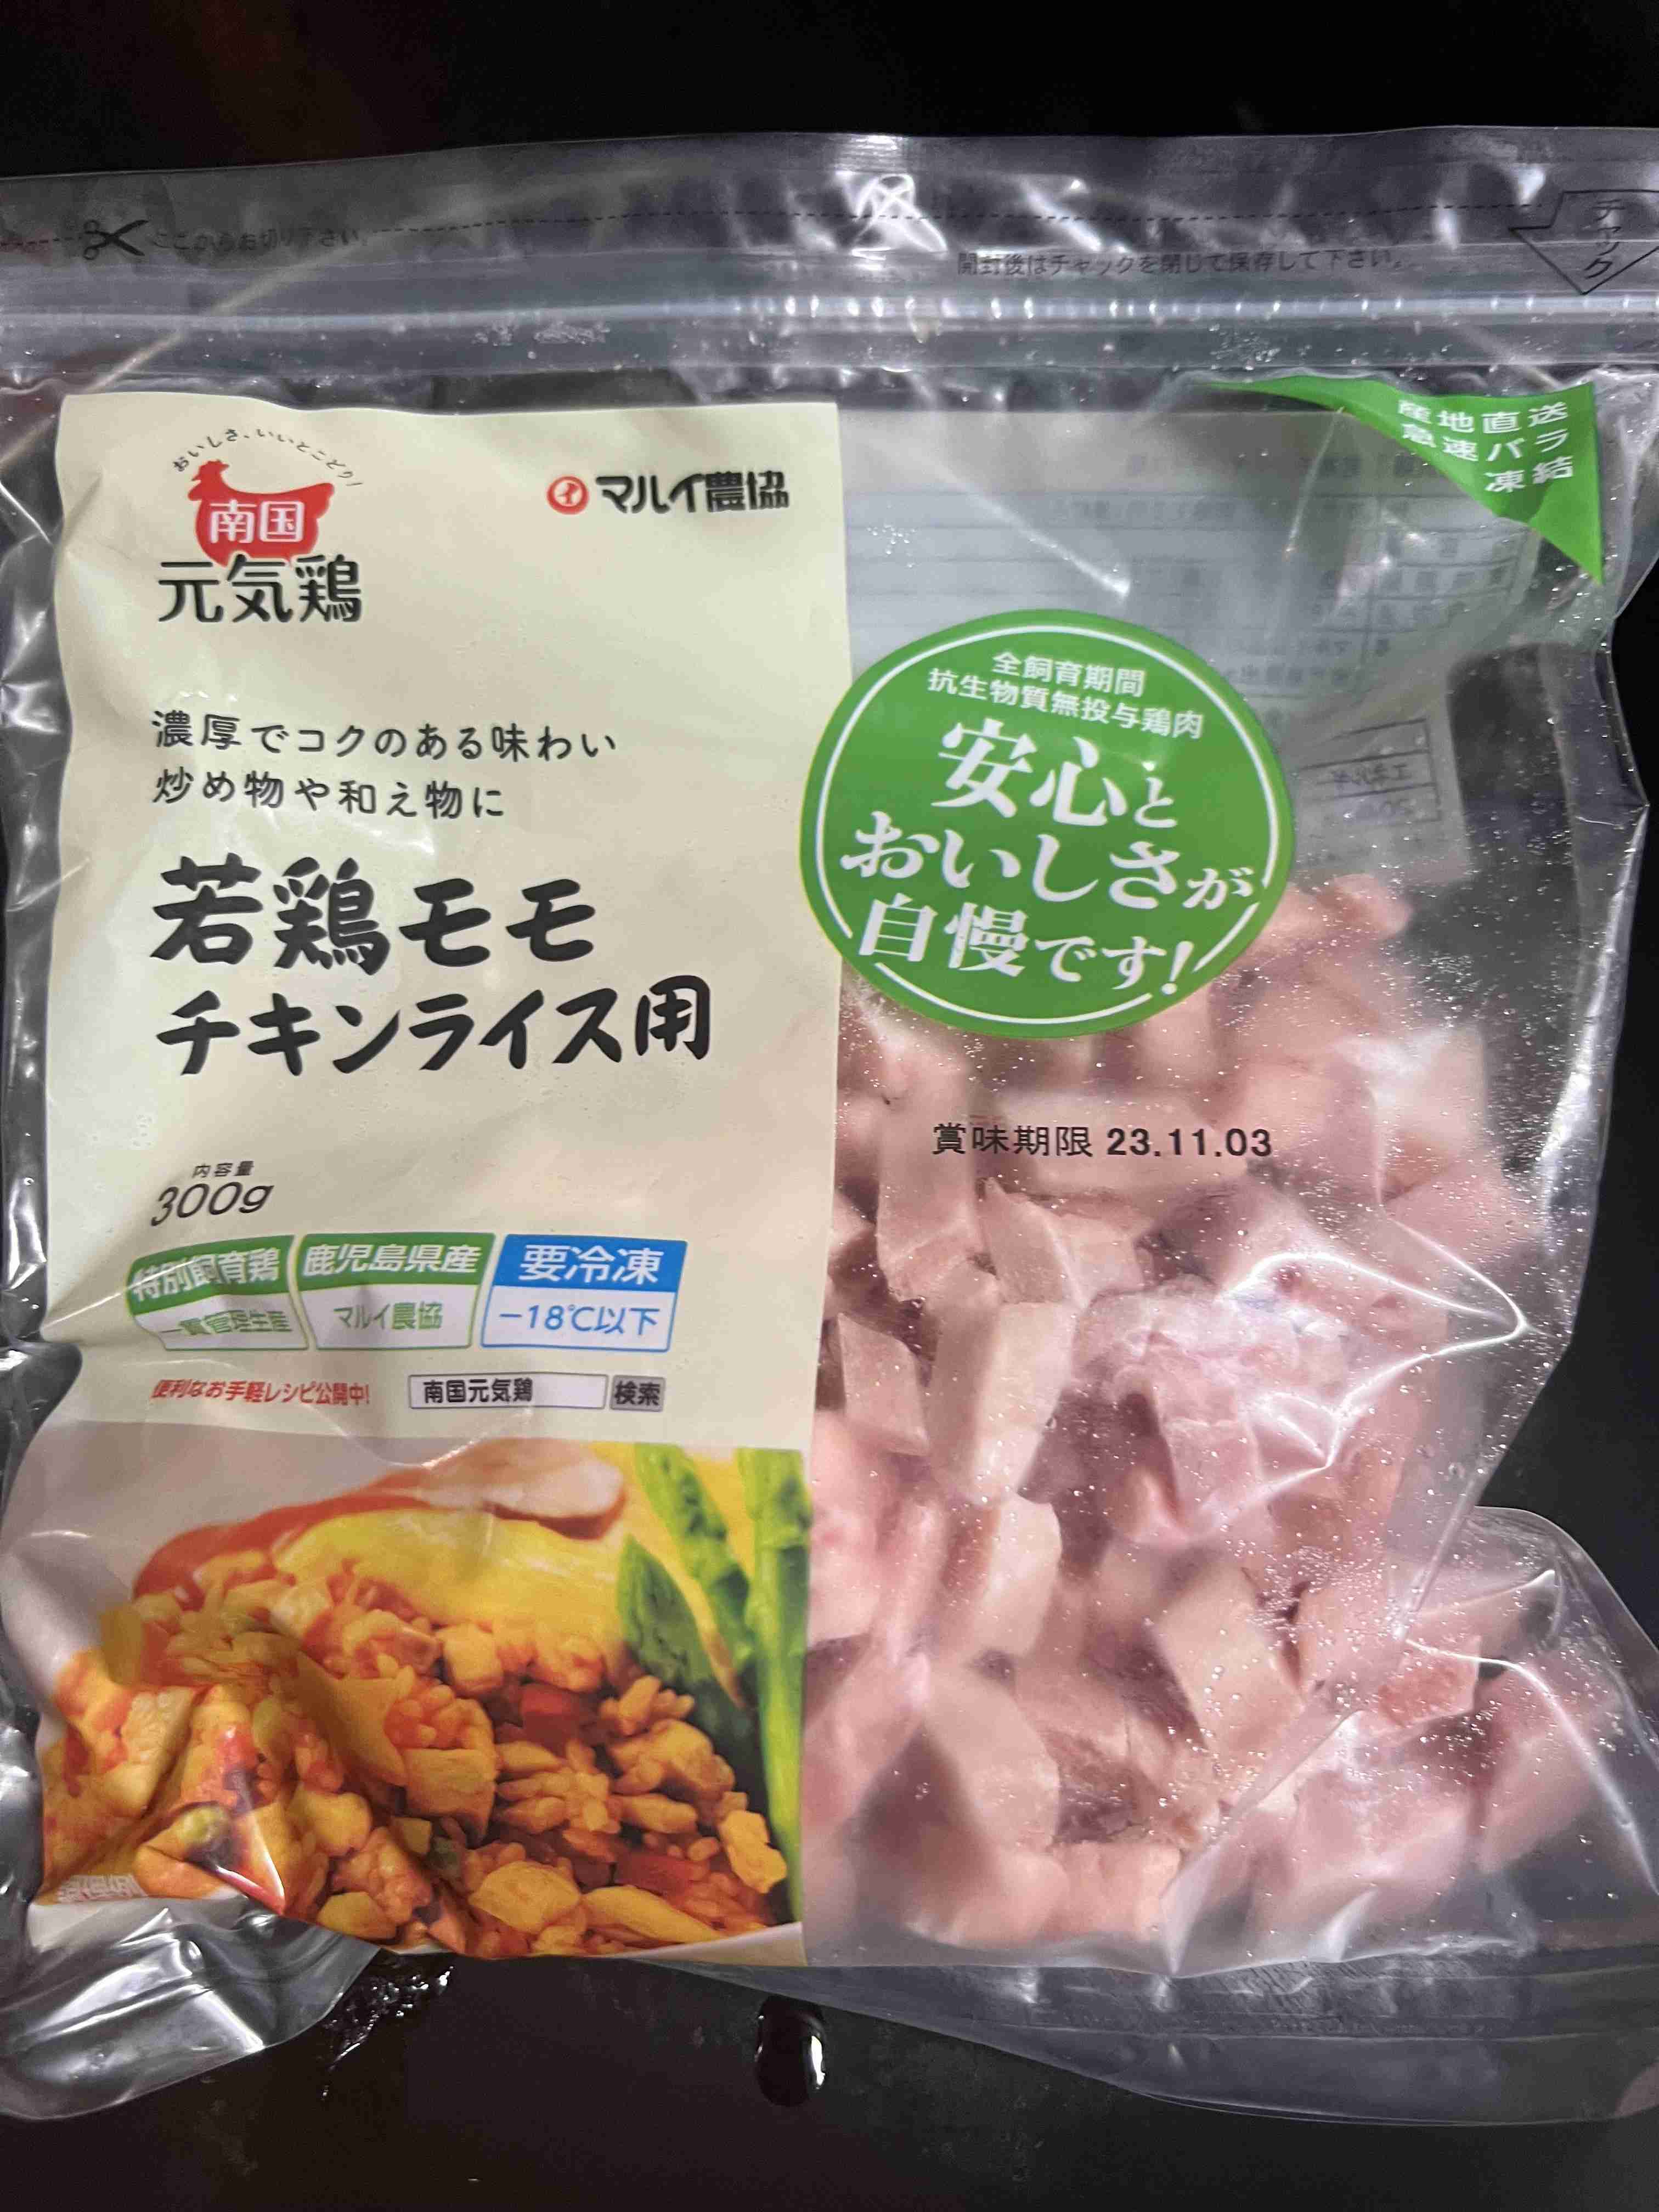 ここからお切り下さい。
開封後はチャックを閉じて保存して下さい。
チャック
産地直送
急速バラ
凍結
おいしさ、いいとこどり!
南国
元気鶏
マルイ農協
濃厚でコクのある味わい
炒め物や和え物に
若鶏モモ
チキンライス用
全飼育期間
抗生物質無投与鶏肉
安心と
おいしさが
自慢です!
賞味期限 23.11.03
内容量
300g
特別飼育鶏
一貫管理生産
鹿児島県産
マルイ農協
要冷凍
-18℃以下
便利なお手軽レシピ公開中!
南国元気鶏 検索